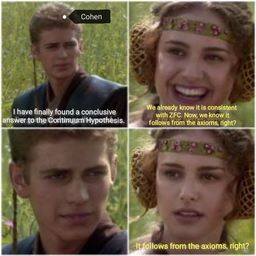 Cohen
I have finally found a conclusive
answer to the Continuum Hypothesis.
We already know it is consistent
with ZFC. Now, we know it
follows from the axioms, right?
It follows from the axioms, right?